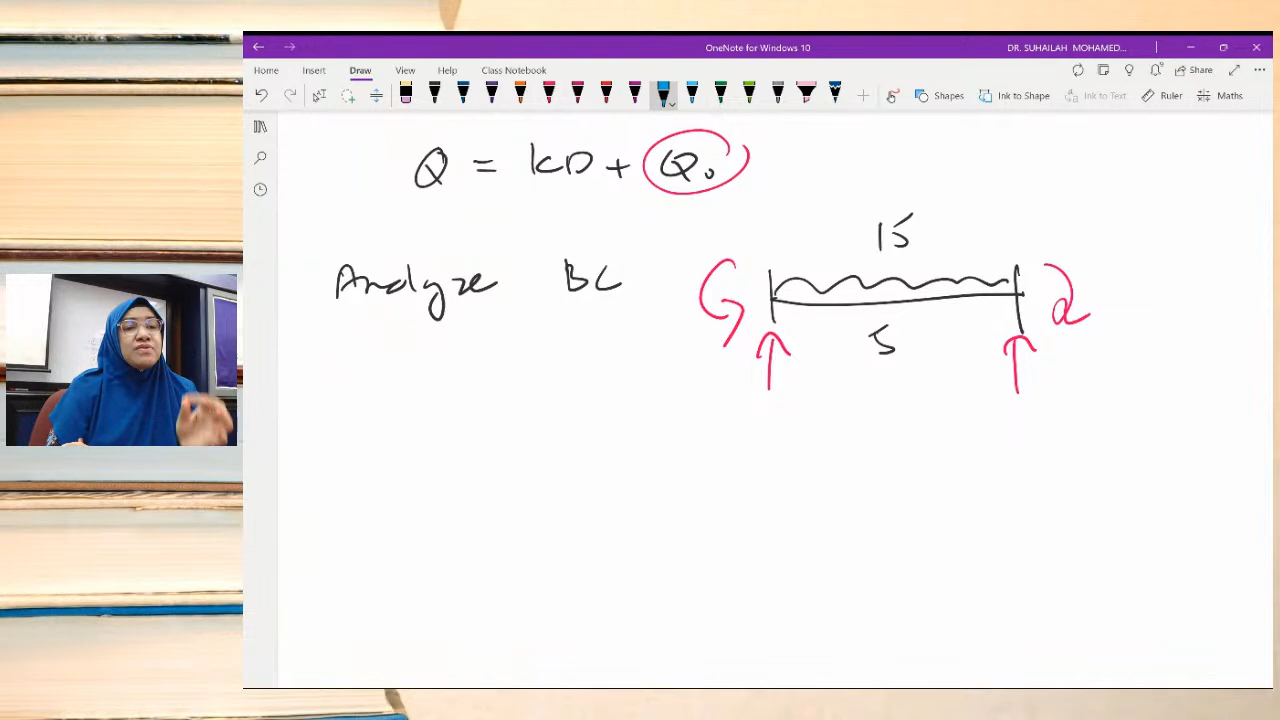 OneNote for Windows 10
DR. SUHAILAH MOHAMED...
Home Insert Draw View Help Class Notebook
Share
Shapes Ink to Shape Ink to Text Ruler Maths
Q = KD + Q₀
15
Analyze BC
5